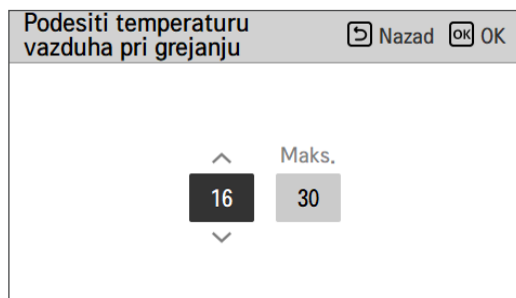 Podesiti temperaturu
vazduha pri grejanju
Nazad OK OK
Maks.
16 30